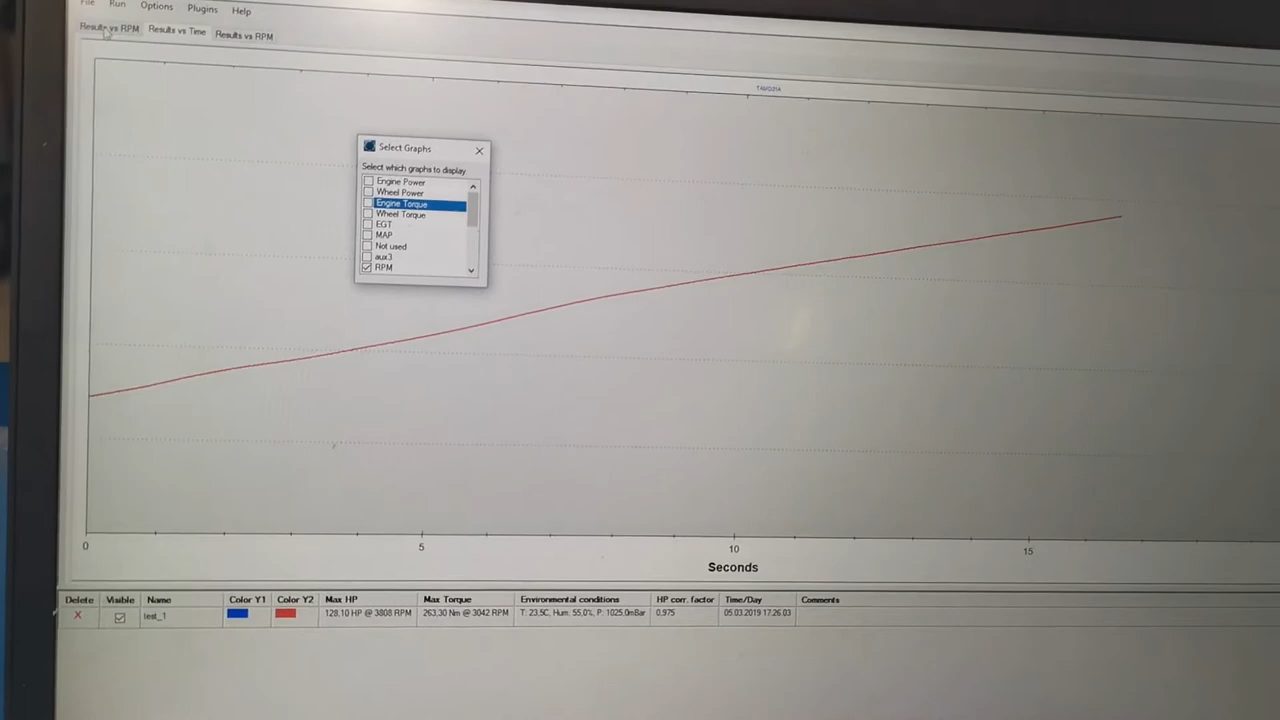 File Run Options Plugins Help
Results vs RPM Results vs Time Results vs RPM
Select Graphs
Select which graphs to display
Engine Power
Wheel Power
Engine Torque
Wheel Torque
EGT
MAP
Not used
aux3
RPM
0 5 10 15
Seconds
Delete Visible Name Color Y1 Color Y2 Max HP Max Torque Environmental conditions HP corr. factor Time/Day Comments
X test_1 128,10 HP @ 3808 RPM 263,30 Nm @ 3042 RPM T: 23,5C, Hum: 55,0%, P: 1025,0mBar 0.975 05.03.2019 17.26.03